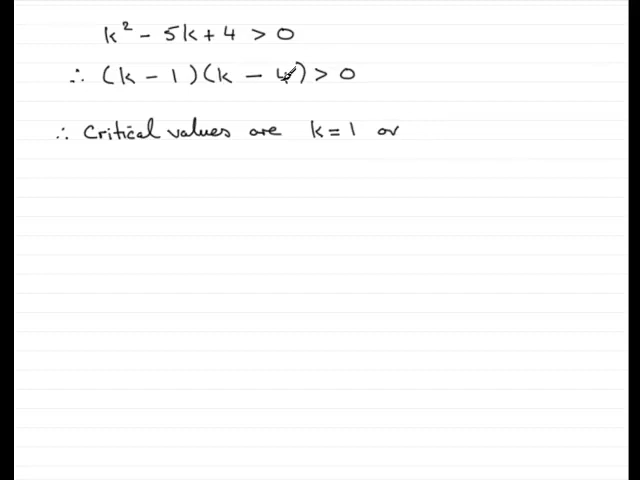 k² - 5k + 4 > 0
∴ (k - 1)(k - 4) > 0
∴ Critical values are k = 1 or